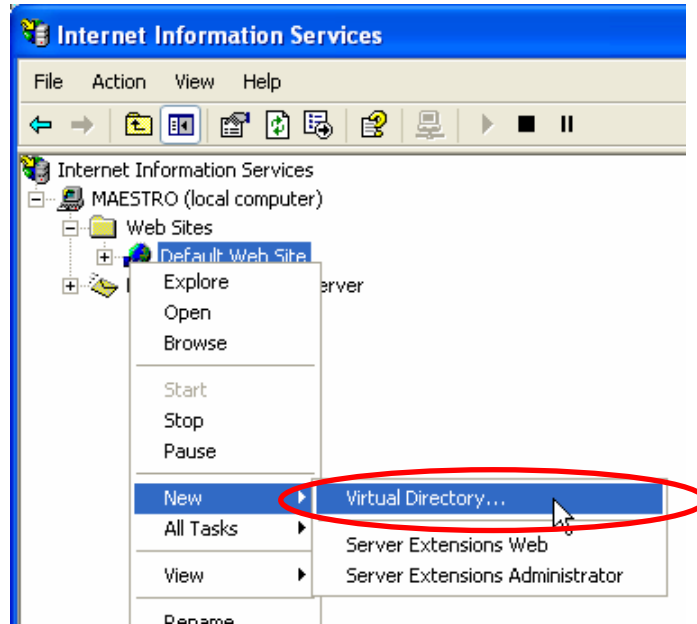 Internet Information Services
File Action View Help
Internet Information Services
MAESTRO (local computer)
Web Sites
Default Web Site
Explore
Open
Browse
Start
Stop
Pause
New
Virtual Directory...
All Tasks
Server Extensions Web
View
Server Extensions Administrator
Rename